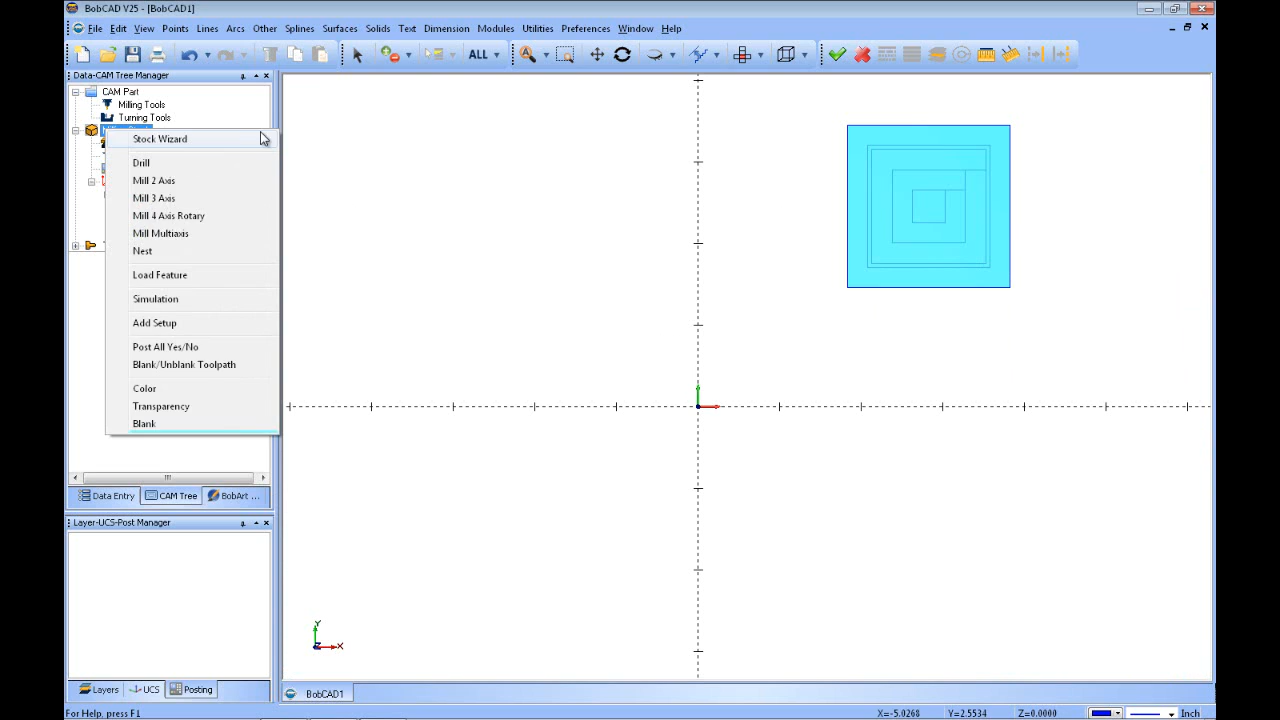 BobCAD V25 - [BobCAD1]
File Edit View Points Lines Arcs Other Splines Surfaces Solids Text Dimension Modules Utilities Preferences Window Help
ALL
Data-CAM Tree Manager
CAM Part
Milling Tools
Turning Tools
Stock Wizard
Drill
Mill 2 Axis
Mill 3 Axis
Mill 4 Axis Rotary
Mill Multiaxis
Nest
Load Feature
Simulation
Add Setup
Post All Yes/No
Blank/Unblank Toolpath
Color
Transparency
Blank
Data Entry CAM Tree BobArt ...
Layer-UCS-Post Manager
Y
X
Layers UCS Posting
BobCAD1
For Help, press F1 X=-5.0268 Y=2.5534 Z=0.0000 Inch